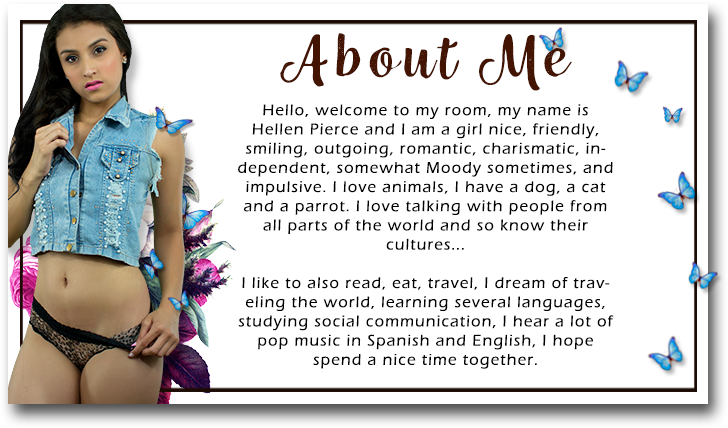 About Me
Hello, welcome to my room, my name is
Hellen Pierce and I am a girl nice, friendly,
smiling, outgoing, romantic, charismatic, in-
dependent, somewhat Moody sometimes, and
impulsive. I love animals, I have a dog, a cat
and a parrot. I love talking with people from
all parts of the world and so know their
cultures...
I like to also read, eat, travel, I dream of trav-
eling the world, learning several languages,
studying social communication, I hear a lot of
pop music in Spanish and English, I hope
spend a nice time together.